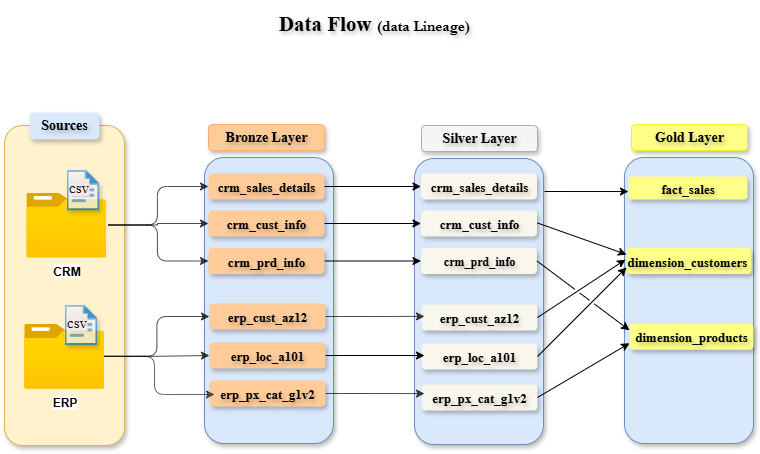 Data Flow (data Lineage)
Sources
Bronze Layer
Silver Layer
Gold Layer
CSV
CRM
CSV
ERP
crm_sales_details
crm_cust_info
crm_prd_info
erp_cust_az12
erp_loc_a101
erp_px_cat_g1v2
crm_sales_details
crm_cust_info
crm_prd_info
erp_cust_az12
erp_loc_a101
erp_px_cat_g1v2
fact_sales
dimension_customers
dimension_products